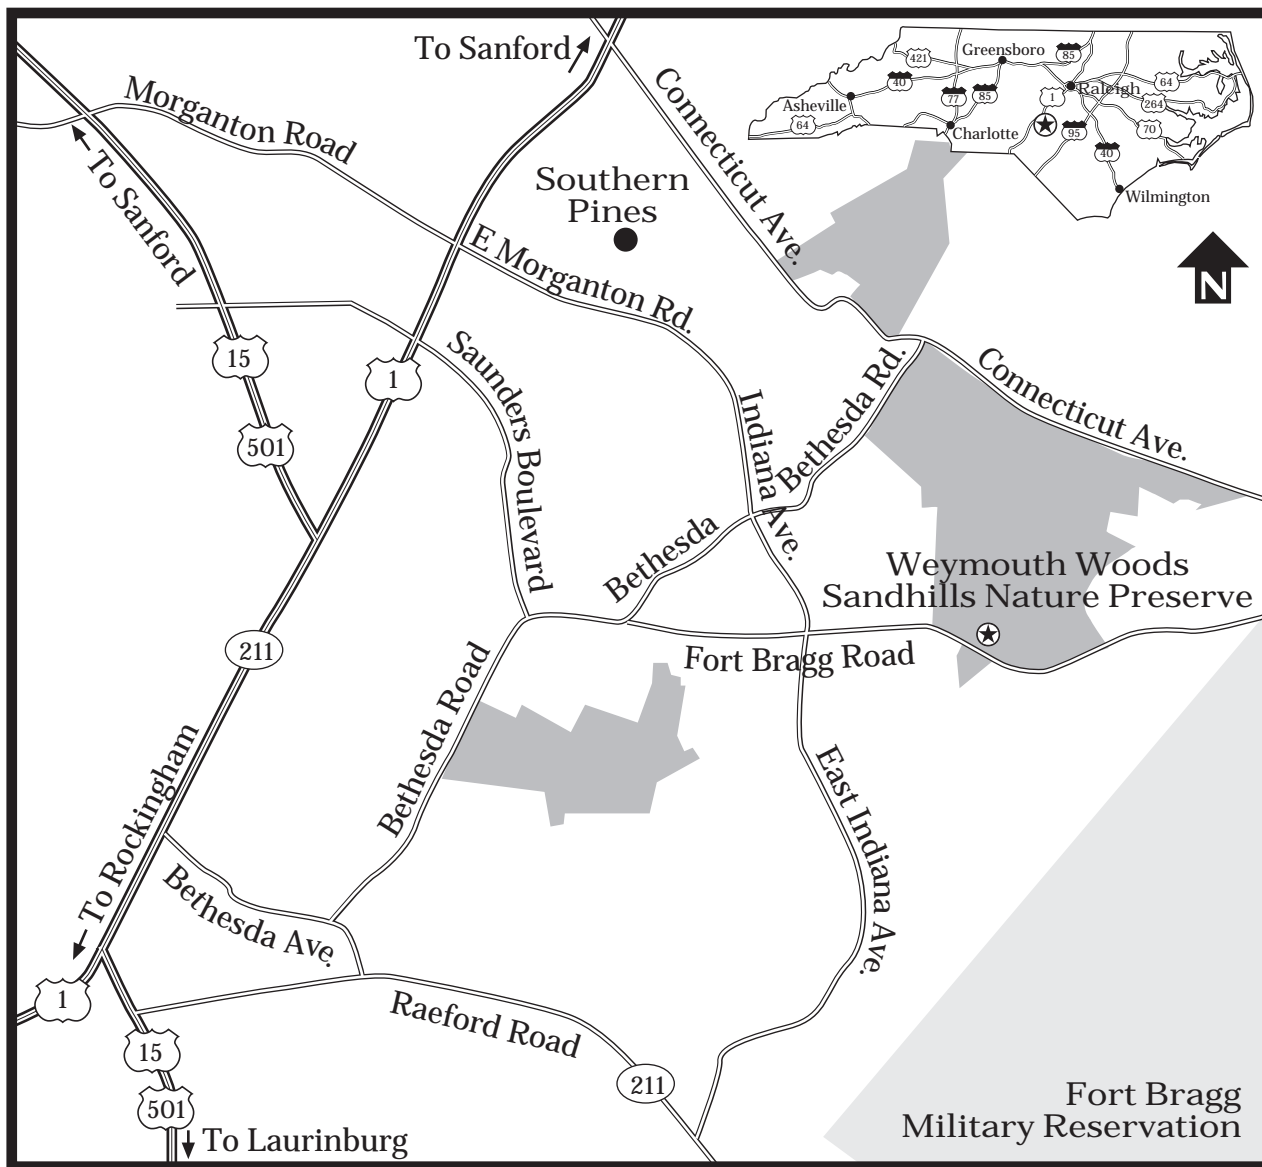 To Sanford
Morganton Road
To Sanford
Connecticut Ave.
Southern
Pines
E Morganton Rd.
Greensboro
421
85
40
77
85
1
Raleigh
64
264
Asheville
64
Charlotte
95
70
40
Wilmington
N
15
1
501
Saunders Boulevard
Indiana Ave.
Bethesda Rd.
Connecticut Ave.
Bethesda
Weymouth Woods
Sandhills Nature Preserve
211
Fort Bragg Road
Bethesda Road
To Rockingham
East Indiana Ave.
Bethesda Ave.
1
Raeford Road
15
211
501
To Laurinburg
Fort Bragg
Military Reservation